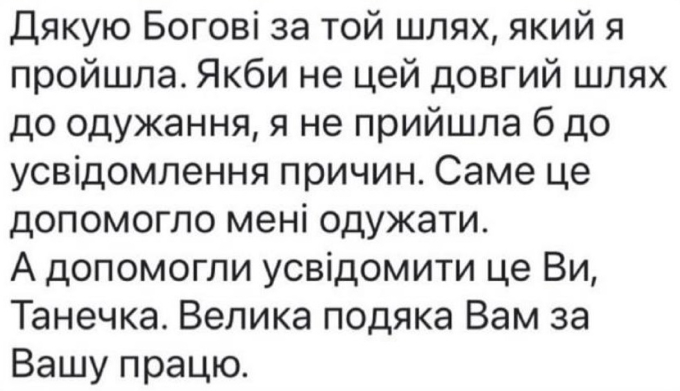 Дякую Богові за той шлях, який я
пройшла. Якби не цей довгий шлях
до одужання, я не прийшла б до
усвідомлення причин. Саме це
допомогло мені одужати.
А допомогли усвідомити це Ви,
Танечка. Велика подяка Вам за
Вашу працю.